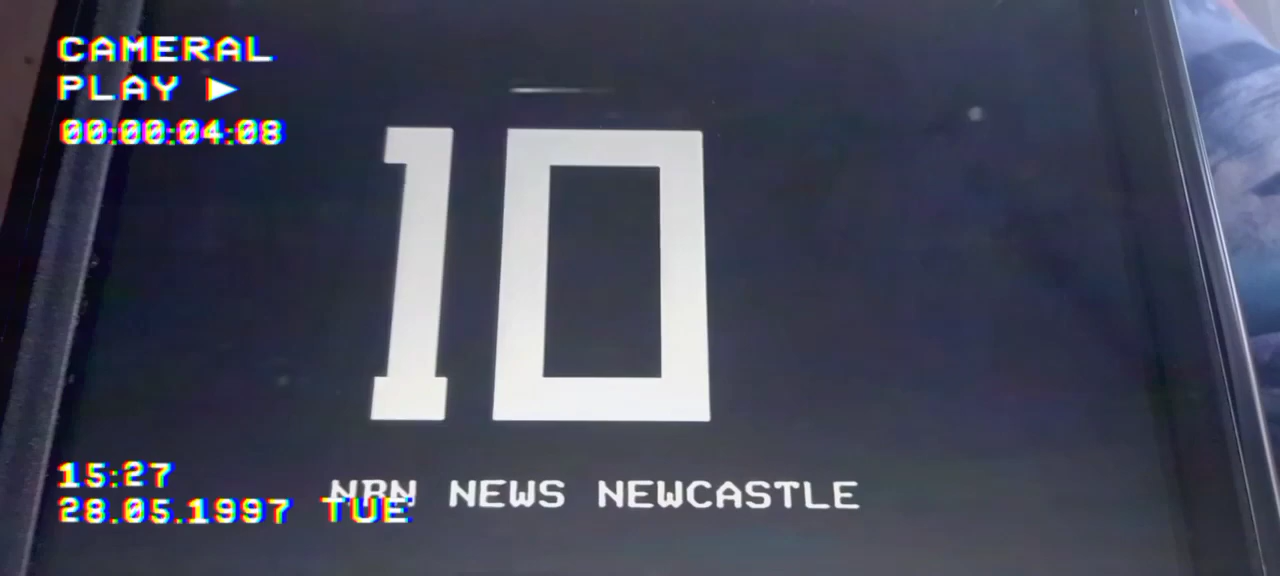 CAMERAL
PLAY ▶
00:00:04:08
10
15:27
NBN NEWS NEWCASTLE
28.05.1997 TUE